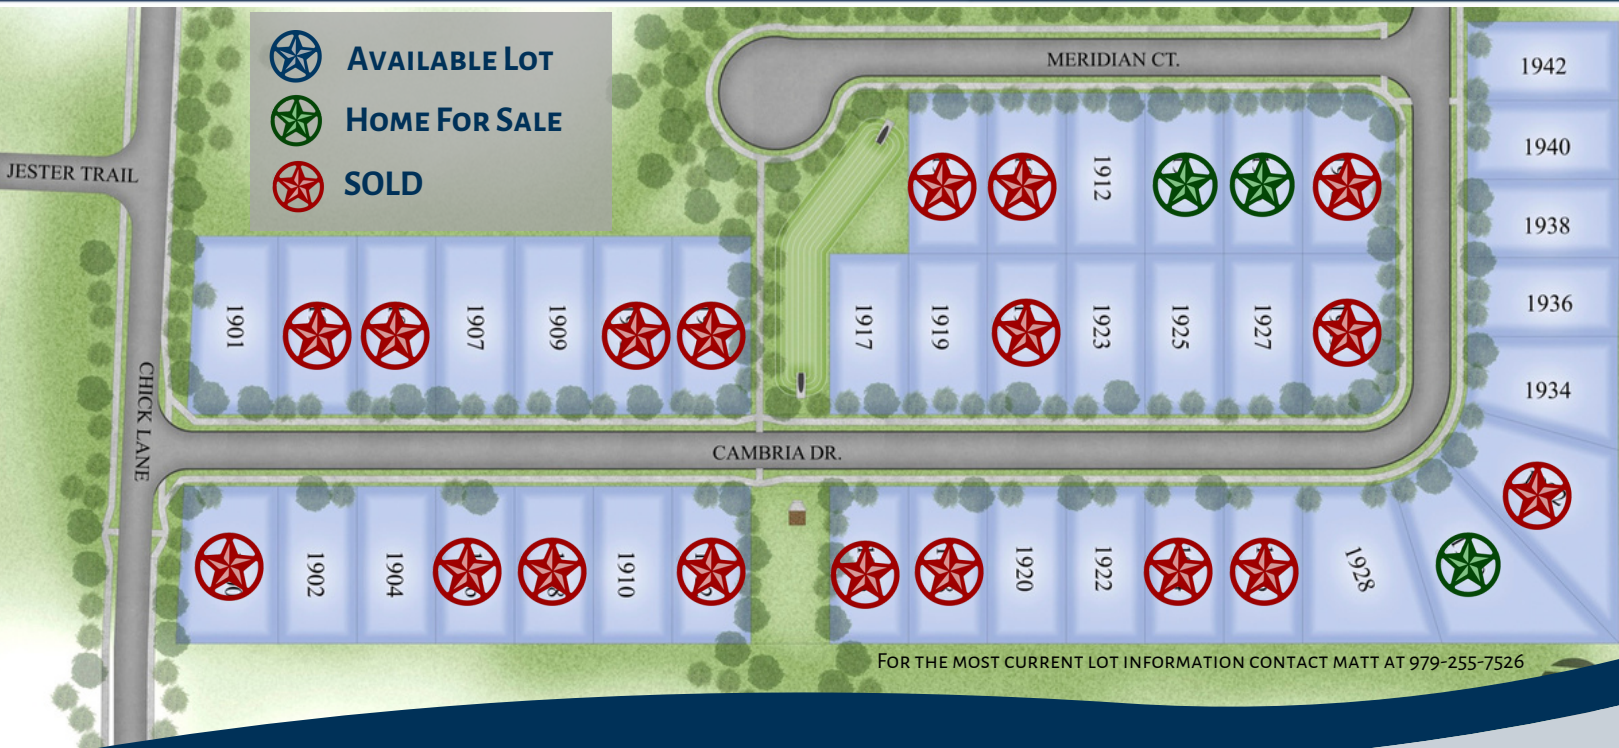 Available Lot
Home For Sale
SOLD
MERIDIAN CT.
JESTER TRAIL
CHICK LANE
CAMBRIA DR.
1942
1940
1938
1936
1934
1912
1901
1907
1909
1917
1919
1923
1925
1927
1902
1904
1910
1920
1922
1928
For the most current lot information contact Matt at 979-255-7526